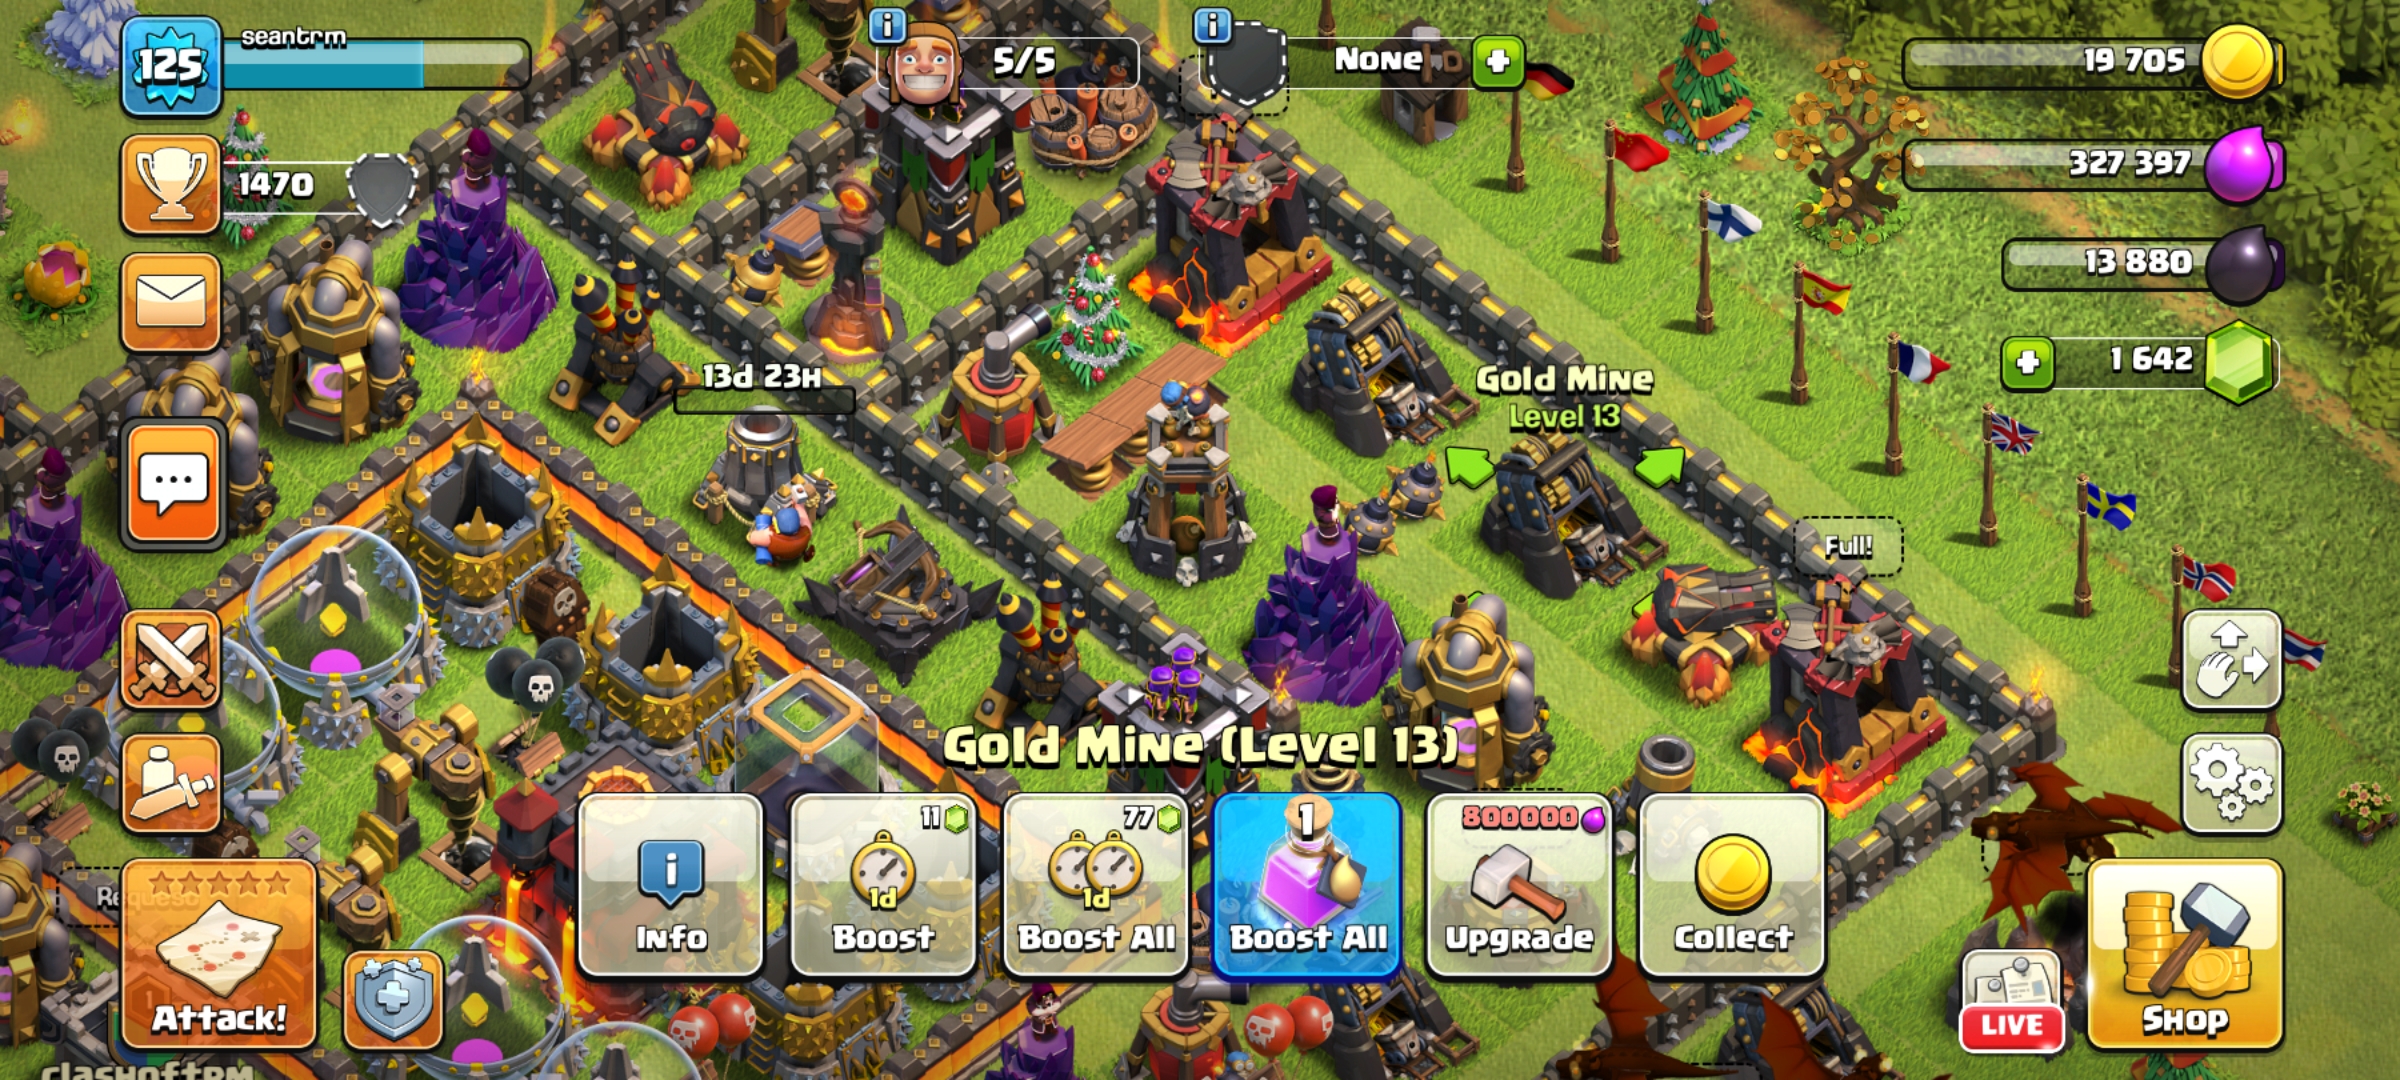 125
seantrm
5/5
None
19 705
1470
327 397
13 880
1 642
13d 23h
Gold Mine
Level 13
Full!
Gold Mine (Level 13)
Request
Info
11
1d
Boost
77
1d
Boost All
1
Boost All
800000
Upgrade
Collect
Attack!
LIVE
Shop
clashoftrm